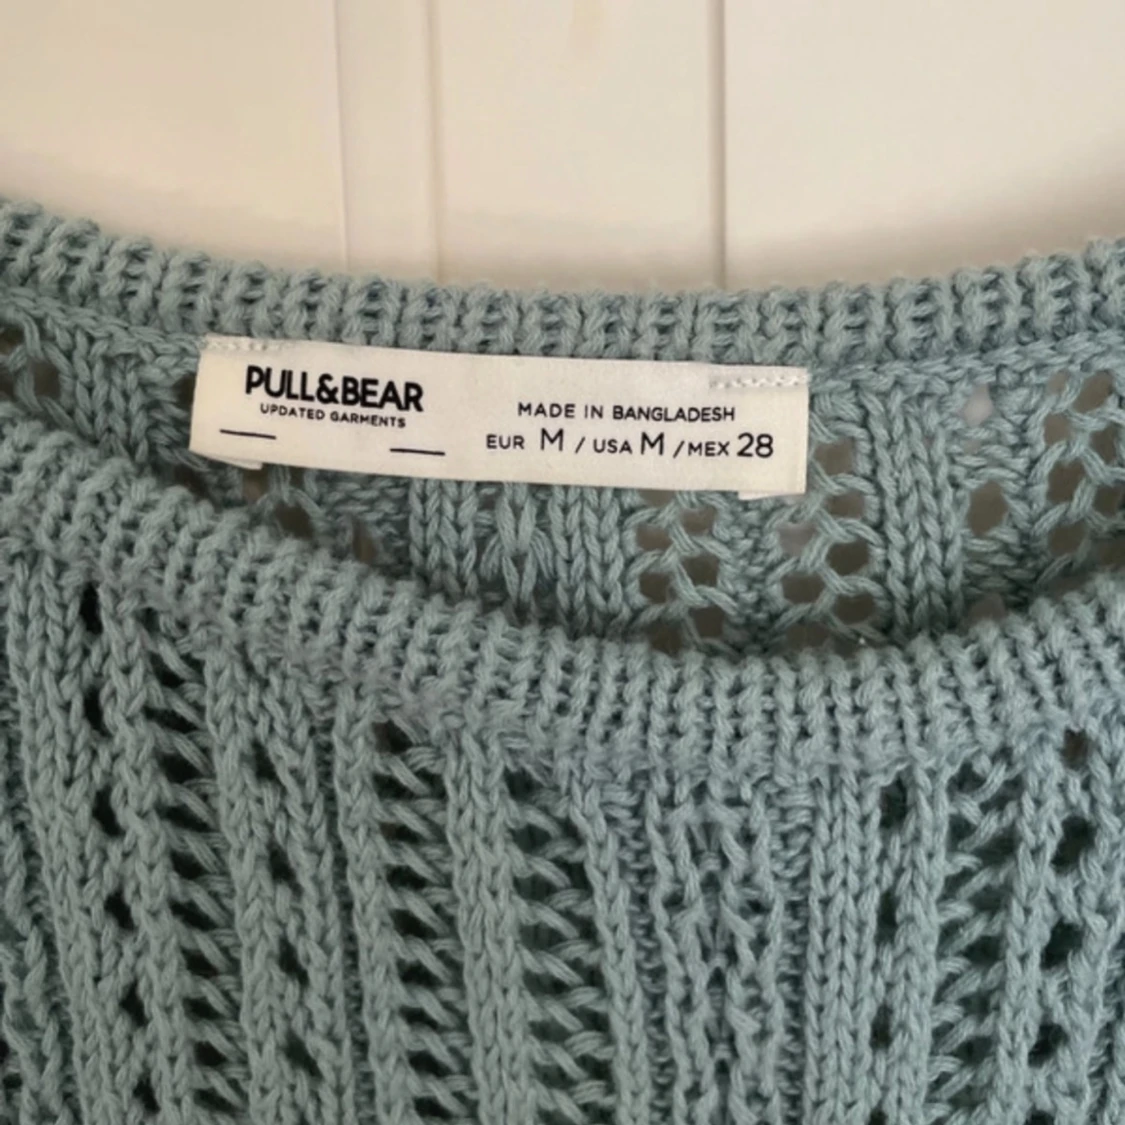 PULL&BEAR
UPDATED GARMENTS
MADE IN BANGLADESH
EUR M / USA M / MEX 28